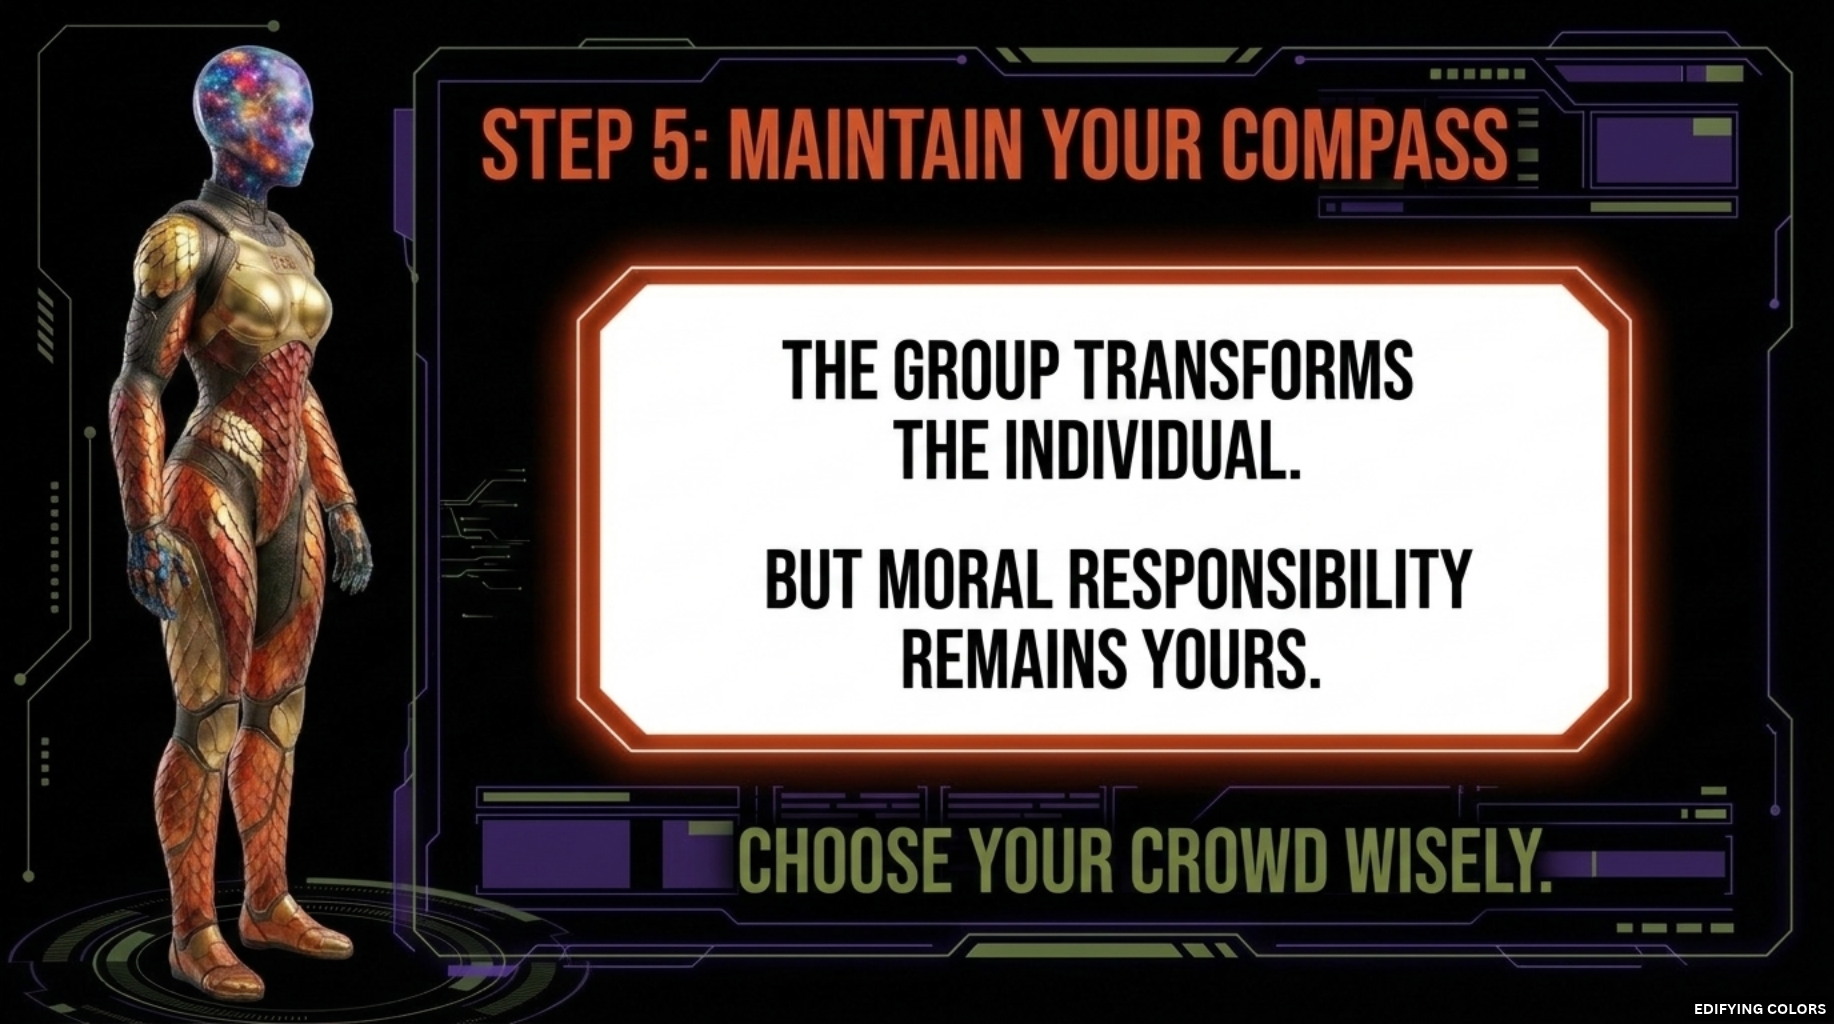 STEP 5: MAINTAIN YOUR COMPASS
THE GROUP TRANSFORMS
THE INDIVIDUAL.
BUT MORAL RESPONSIBILITY
REMAINS YOURS.
CHOOSE YOUR CROWD WISELY.
EDIFYING COLORS